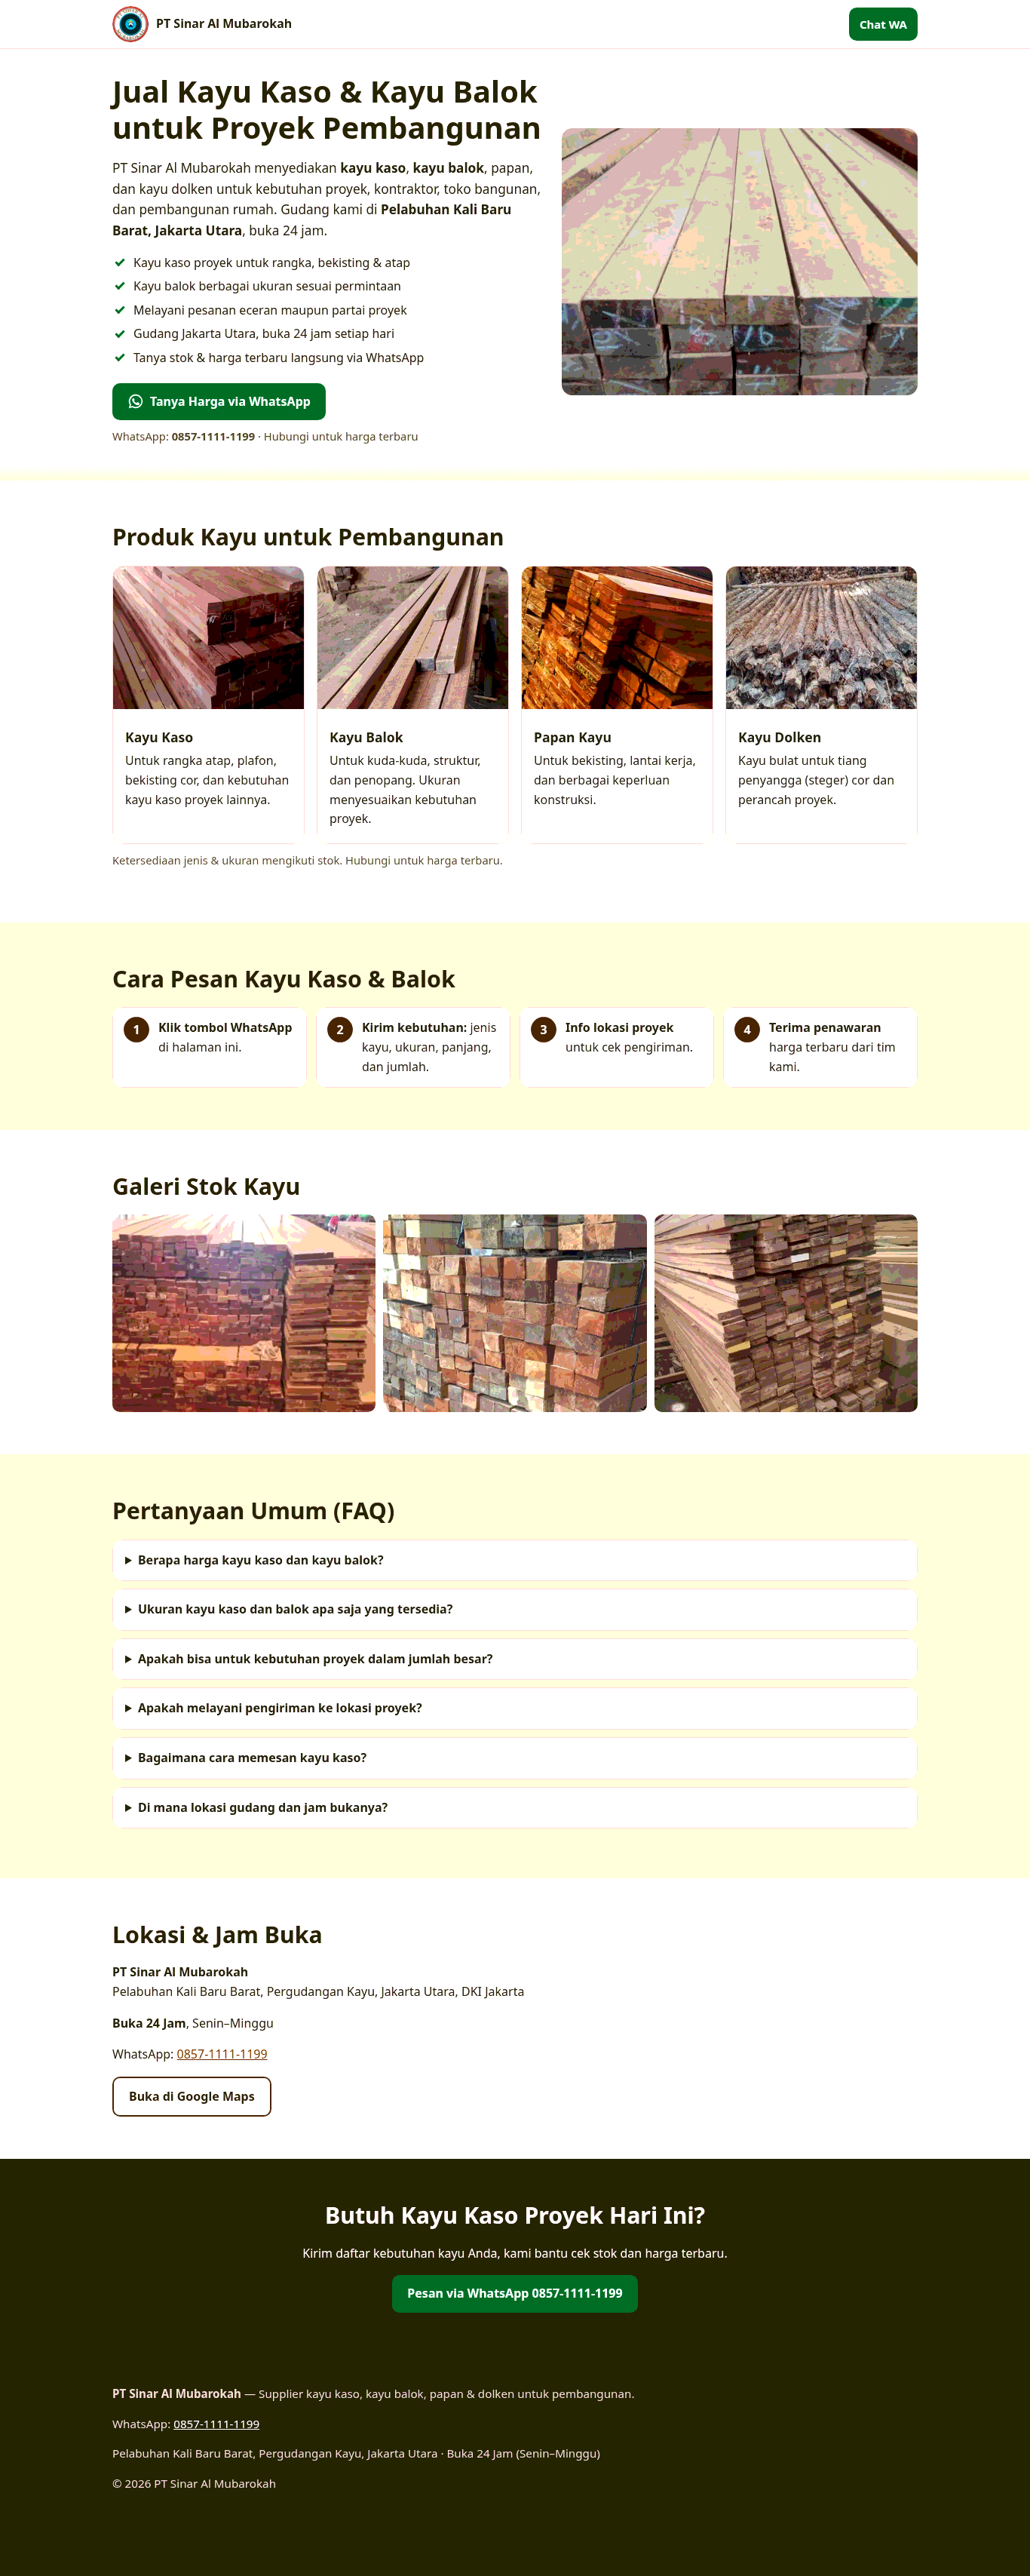 PT Sinar Al Mubarokah
Chat WA
Jual Kayu Kaso & Kayu Balok
untuk Proyek Pembangunan
PT Sinar Al Mubarokah menyediakan kayu kaso, kayu balok, papan,
dan kayu dolken untuk kebutuhan proyek, kontraktor, toko bangunan,
dan pembangunan rumah. Gudang kami di Pelabuhan Kali Baru
Barat, Jakarta Utara, buka 24 jam.
Kayu kaso proyek untuk rangka, bekisting & atap
Kayu balok berbagai ukuran sesuai permintaan
Melayani pesanan eceran maupun partai proyek
Gudang Jakarta Utara, buka 24 jam setiap hari
Tanya stok & harga terbaru langsung via WhatsApp
Tanya Harga via WhatsApp
WhatsApp: 0857-1111-1199 · Hubungi untuk harga terbaru
Produk Kayu untuk Pembangunan
Kayu Kaso
Untuk rangka atap, plafon,
bekisting cor, dan kebutuhan
kayu kaso proyek lainnya.
Kayu Balok
Untuk kuda-kuda, struktur,
dan penopang. Ukuran
menyesuaikan kebutuhan
proyek.
Papan Kayu
Untuk bekisting, lantai kerja,
dan berbagai keperluan
konstruksi.
Kayu Dolken
Kayu bulat untuk tiang
penyangga (steger) cor dan
perancah proyek.
Ketersediaan jenis & ukuran mengikuti stok. Hubungi untuk harga terbaru.
Cara Pesan Kayu Kaso & Balok
1
Klik tombol WhatsApp
di halaman ini.
2
Kirim kebutuhan: jenis
kayu, ukuran, panjang,
dan jumlah.
3
Info lokasi proyek
untuk cek pengiriman.
4
Terima penawaran
harga terbaru dari tim
kami.
Galeri Stok Kayu
Pertanyaan Umum (FAQ)
Berapa harga kayu kaso dan kayu balok?
Ukuran kayu kaso dan balok apa saja yang tersedia?
Apakah bisa untuk kebutuhan proyek dalam jumlah besar?
Apakah melayani pengiriman ke lokasi proyek?
Bagaimana cara memesan kayu kaso?
Di mana lokasi gudang dan jam bukanya?
Lokasi & Jam Buka
PT Sinar Al Mubarokah
Pelabuhan Kali Baru Barat, Pergudangan Kayu, Jakarta Utara, DKI Jakarta
Buka 24 Jam, Senin–Minggu
WhatsApp: 0857-1111-1199
Buka di Google Maps
Butuh Kayu Kaso Proyek Hari Ini?
Kirim daftar kebutuhan kayu Anda, kami bantu cek stok dan harga terbaru.
Pesan via WhatsApp 0857-1111-1199
PT Sinar Al Mubarokah — Supplier kayu kaso, kayu balok, papan & dolken untuk pembangunan.
WhatsApp: 0857-1111-1199
Pelabuhan Kali Baru Barat, Pergudangan Kayu, Jakarta Utara · Buka 24 Jam (Senin–Minggu)
© 2026 PT Sinar Al Mubarokah